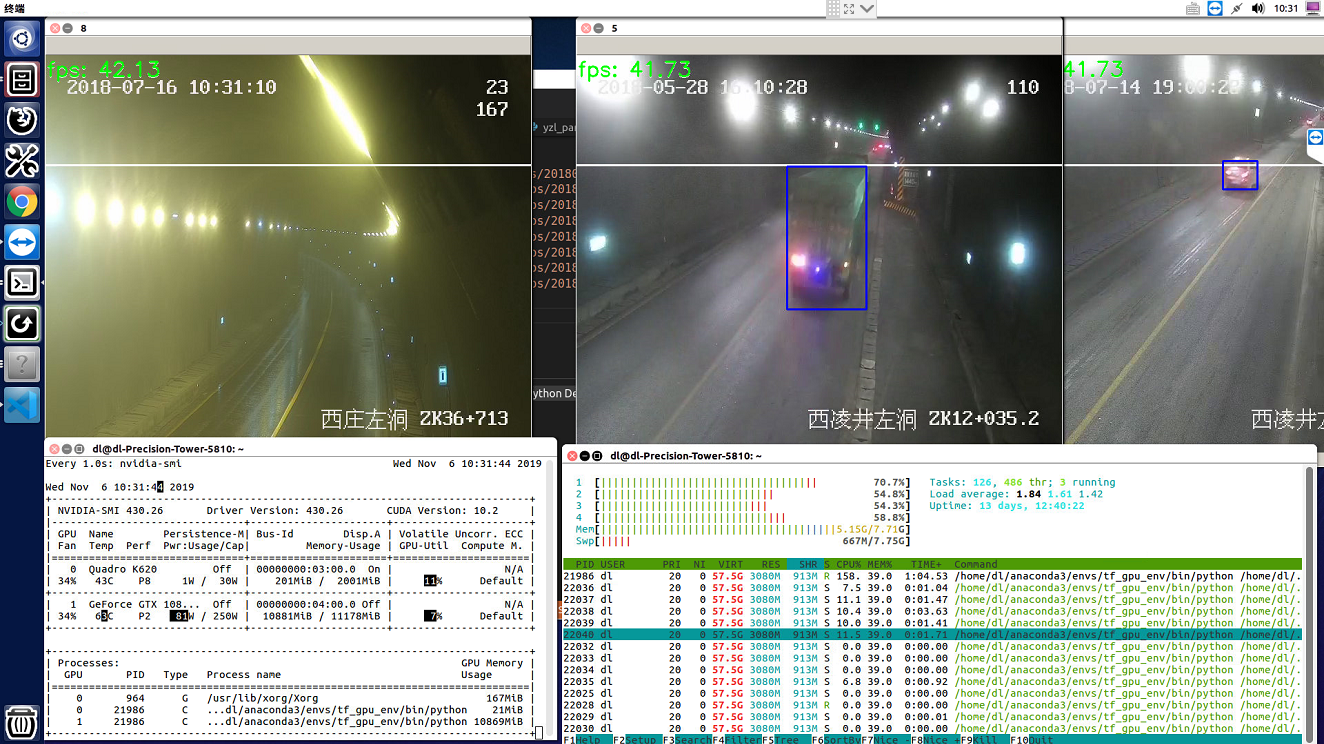 终端
10:31
8
fps: 42.13
2018-07-16 10:31:10
23
167
西庄左洞 ZK36+713
yzl_par
s/20180
ps/2018
ps/2018
ps/2018
ps/2018
ps/2018
ython De
5
fps: 41.73
2018-05-28 16:10:28
110
西凌井左洞 ZK12+035.2
41.73
8-07-14 19:00:28
西凌井左
dl@dl-Precision-Tower-5810: ~
Every 1.0s: nvidia-smi Wed Nov 6 10:31:44 2019
Wed Nov 6 10:31:44 2019
NVIDIA-SMI 430.26 Driver Version: 430.26 CUDA Version: 10.2
GPU Name Persistence-M| Bus-Id Disp.A | Volatile Uncorr. ECC
Fan Temp Perf Pwr:Usage/Cap| Memory-Usage | GPU-Util Compute M.
0 Quadro K620 Off | 00000000:03:00.0 On | N/A
34% 43C P8 1W / 30W | 201MiB / 2001MiB | 11% Default
1 GeForce GTX 108... Off | 00000000:04:00.0 Off | N/A
34% 63C P2 81W / 250W | 10881MiB / 11178MiB | 7% Default
Processes: GPU Memory
GPU PID Type Process name Usage
0 964 G /usr/lib/xorg/Xorg 167MiB
0 21986 C ...dl/anaconda3/envs/tf_gpu_env/bin/python 21MiB
1 21986 C ...dl/anaconda3/envs/tf_gpu_env/bin/python 10869MiB
dl@dl-Precision-Tower-5810: ~
1 [ 70.7%] Tasks: 126, 486 thr; 3 running
2 [ 54.8%] Load average: 1.84 1.61 1.42
3 [ 54.3%] Uptime: 13 days, 12:40:22
4 [ 58.8%]
Mem[ 5.15G/7.71G]
Swp[ 667M/7.75G]
PID USER PRI NI VIRT RES SHR S CPU% MEM% TIME+ Command
21986 dl 20 0 57.5G 3080M 913M R 158. 39.0 1:04.53 /home/dl/anaconda3/envs/tf_gpu_env/bin/python /home/dl/.
22036 dl 20 0 57.5G 3080M 913M S 7.5 39.0 0:01.04 /home/dl/anaconda3/envs/tf_gpu_env/bin/python /home/dl/.
22037 dl 20 0 57.5G 3080M 913M S 11.1 39.0 0:01.47 /home/dl/anaconda3/envs/tf_gpu_env/bin/python /home/dl/.
22038 dl 20 0 57.5G 3080M 913M S 10.4 39.0 0:03.63 /home/dl/anaconda3/envs/tf_gpu_env/bin/python /home/dl/.
22039 dl 20 0 57.5G 3080M 913M S 10.0 39.0 0:01.41 /home/dl/anaconda3/envs/tf_gpu_env/bin/python /home/dl/.
22040 dl 20 0 57.5G 3080M 913M S 11.5 39.0 0:01.71 /home/dl/anaconda3/envs/tf_gpu_env/bin/python /home/dl/.
22032 dl 20 0 57.5G 3080M 913M S 0.0 39.0 0:00.00 /home/dl/anaconda3/envs/tf_gpu_env/bin/python /home/dl/.
22033 dl 20 0 57.5G 3080M 913M S 0.0 39.0 0:00.00 /home/dl/anaconda3/envs/tf_gpu_env/bin/python /home/dl/.
22034 dl 20 0 57.5G 3080M 913M S 0.0 39.0 0:00.00 /home/dl/anaconda3/envs/tf_gpu_env/bin/python /home/dl/.
22035 dl 20 0 57.5G 3080M 913M S 6.8 39.0 0:00.92 /home/dl/anaconda3/envs/tf_gpu_env/bin/python /home/dl/.
22025 dl 20 0 57.5G 3080M 913M S 0.0 39.0 0:00.00 /home/dl/anaconda3/envs/tf_gpu_env/bin/python /home/dl/.
22028 dl 20 0 57.5G 3080M 913M R 0.0 39.0 0:00.00 /home/dl/anaconda3/envs/tf_gpu_env/bin/python /home/dl/.
22029 dl 20 0 57.5G 3080M 913M S 0.0 39.0 0:00.01 /home/dl/anaconda3/envs/tf_gpu_env/bin/python /home/dl/.
22030 dl 20 0 57.5G 3080M 913M S 0.0 39.0 0:00.00 /home/dl/anaconda3/envs/tf_gpu_env/bin/python /home/dl/.
F1Help F2Setup F3SearchF4FilterF5Tree F6SortByF7Nice -F8Nice +F9Kill F10Quit